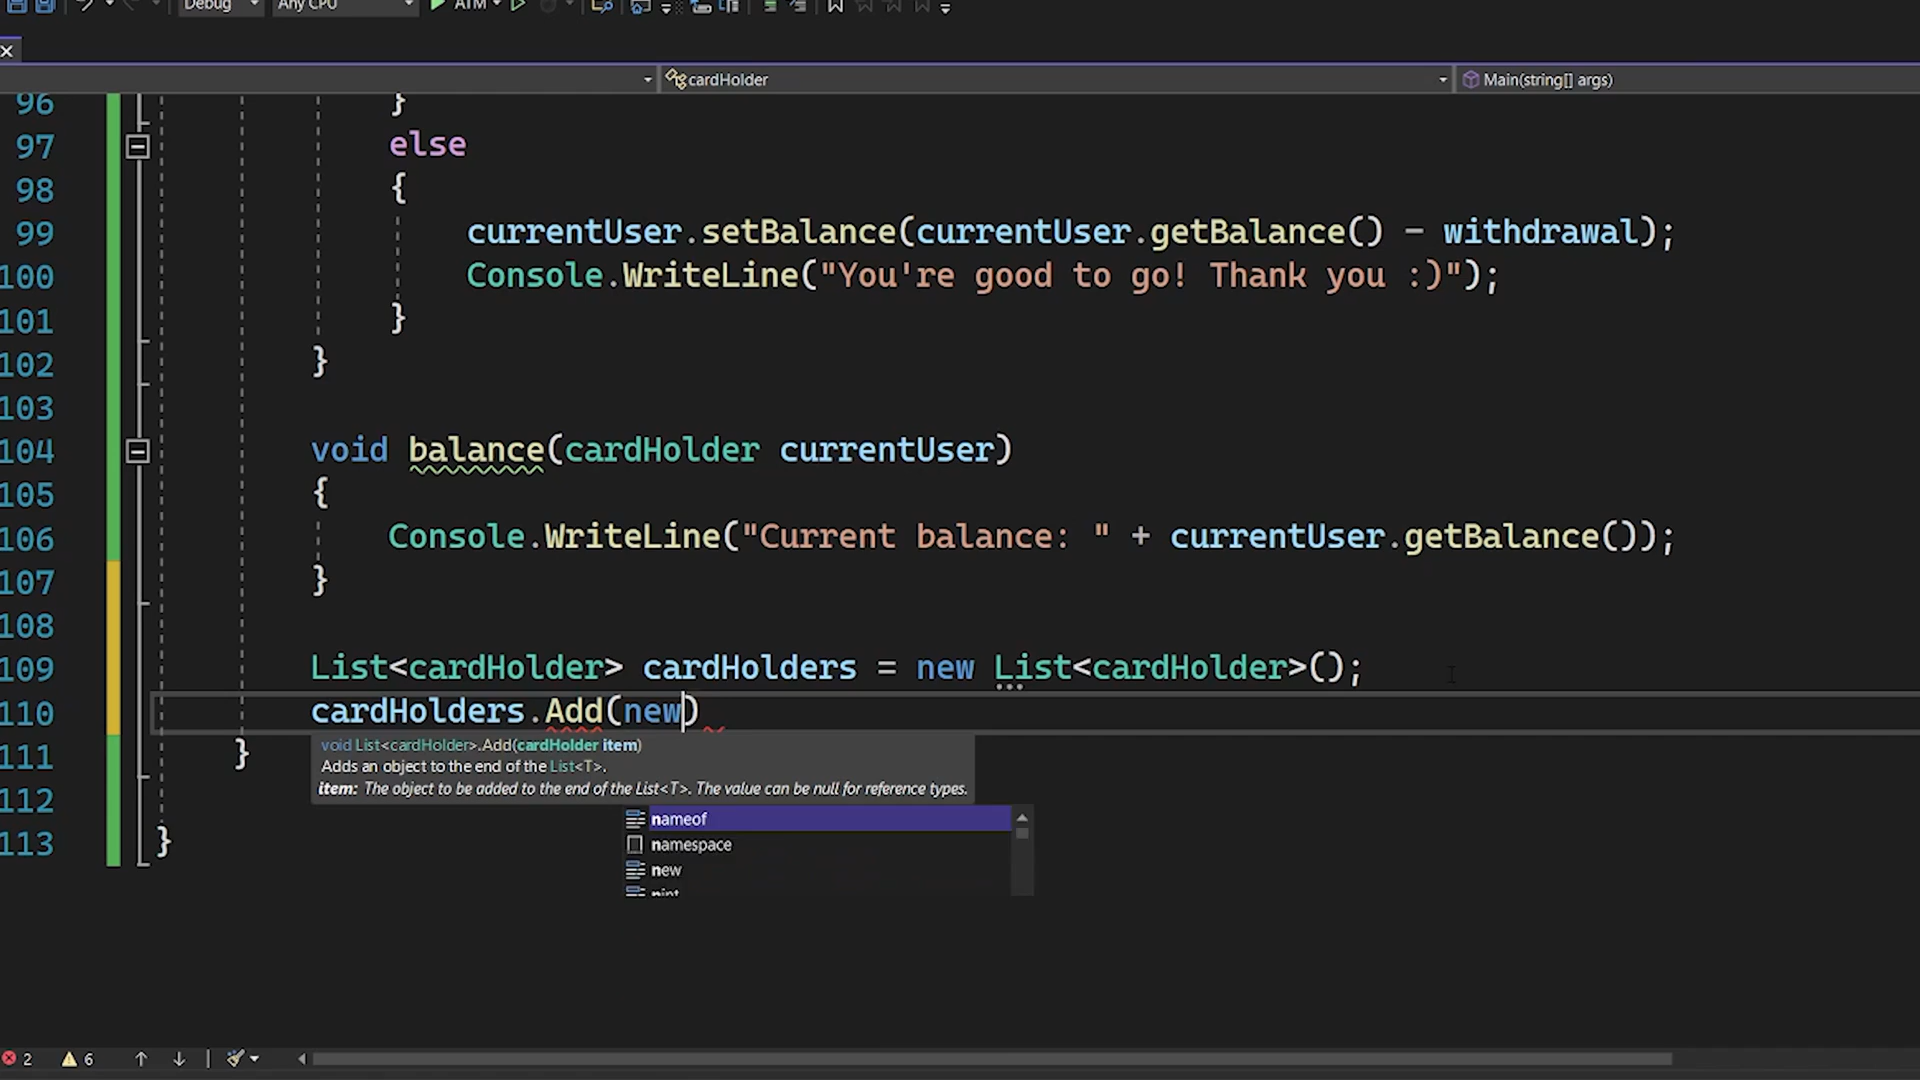 Debug Any CPU ATM
cardHolder Main(string[] args)
96 }
97 else
98 {
99 currentUser.setBalance(currentUser.getBalance() - withdrawal);
100 Console.WriteLine("You're good to go! Thank you :)");
101 }
102 }
103
104 void balance(cardHolder currentUser)
105 {
106 Console.WriteLine("Current balance: " + currentUser.getBalance());
107 }
108
109 List<cardHolder> cardHolders = new List<cardHolder>();
110 cardHolders.Add(new)
void List<cardHolder>.Add(cardHolder item)
111 }
Adds an object to the end of the List<T>.
item: The object to be added to the end of the List<T>. The value can be null for reference types.
112
nameof
113 }
namespace
new
nint
2 6